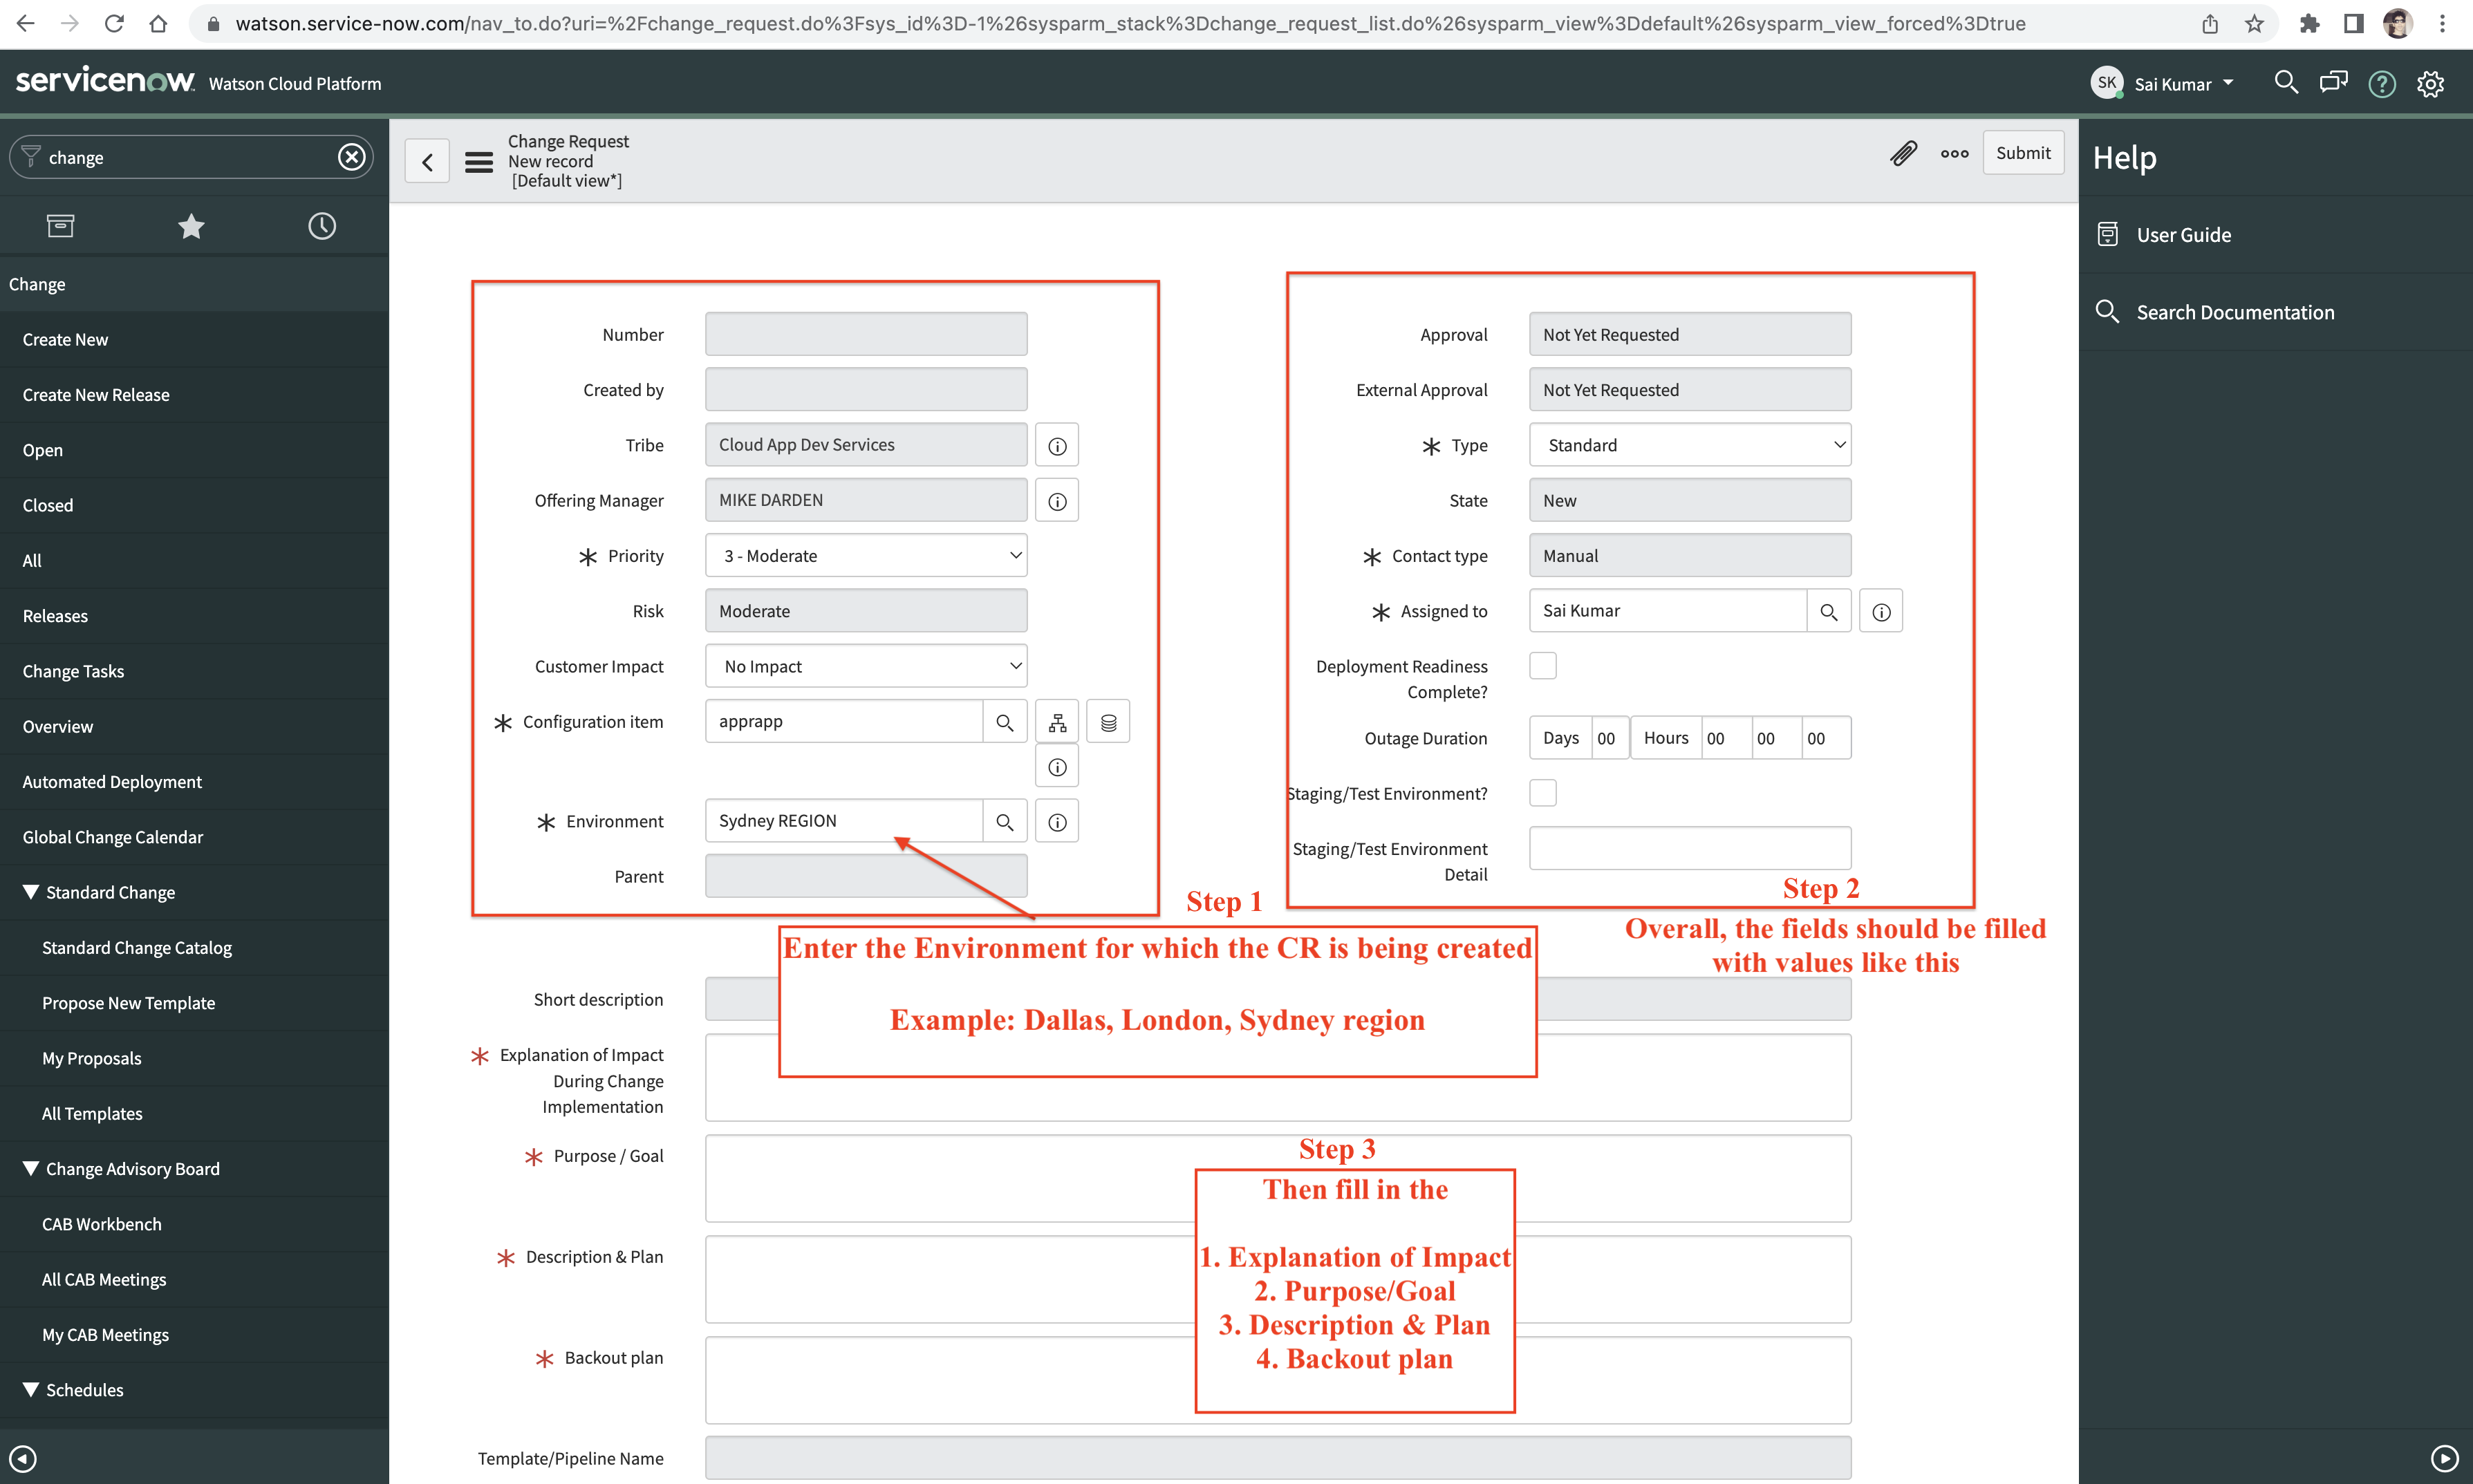 watson.service-now.com/nav_to.do?uri=%2Fchange_request.do%3Fsys_id%3D-1%26sysparm_stack%3Dchange_request_list.do%26sysparm_view%3Ddefault%26sysparm_view_forced%3Dtrue
servicenow Watson Cloud Platform
SK Sai Kumar
?
change
Change
Create New
Create New Release
Open
Closed
All
Releases
Change Tasks
Overview
Automated Deployment
Global Change Calendar
Standard Change
Standard Change Catalog
Propose New Template
My Proposals
All Templates
Change Advisory Board
CAB Workbench
All CAB Meetings
My CAB Meetings
Schedules
Change Request
New record
[Default view*]
Submit
Number
Created by
Tribe Cloud App Dev Services
Offering Manager MIKE DARDEN
* Priority 3 - Moderate
Risk Moderate
Customer Impact No Impact
* Configuration item apprapp
* Environment Sydney REGION
Parent
Step 1
Approval Not Yet Requested
External Approval Not Yet Requested
* Type Standard
State New
* Contact type Manual
* Assigned to Sai Kumar
Deployment Readiness
Complete?
Outage Duration Days 00 Hours 00 00 00
Staging/Test Environment?
Staging/Test Environment
Detail
Step 2
Overall, the fields should be filled
with values like this
Enter the Environment for which the CR is being created
Example: Dallas, London, Sydney region
Short description
* Explanation of Impact
During Change
Implementation
* Purpose / Goal
* Description & Plan
* Backout plan
Template/Pipeline Name
Step 3
Then fill in the
1. Explanation of Impact
2. Purpose/Goal
3. Description & Plan
4. Backout plan
Help
User Guide
Search Documentation